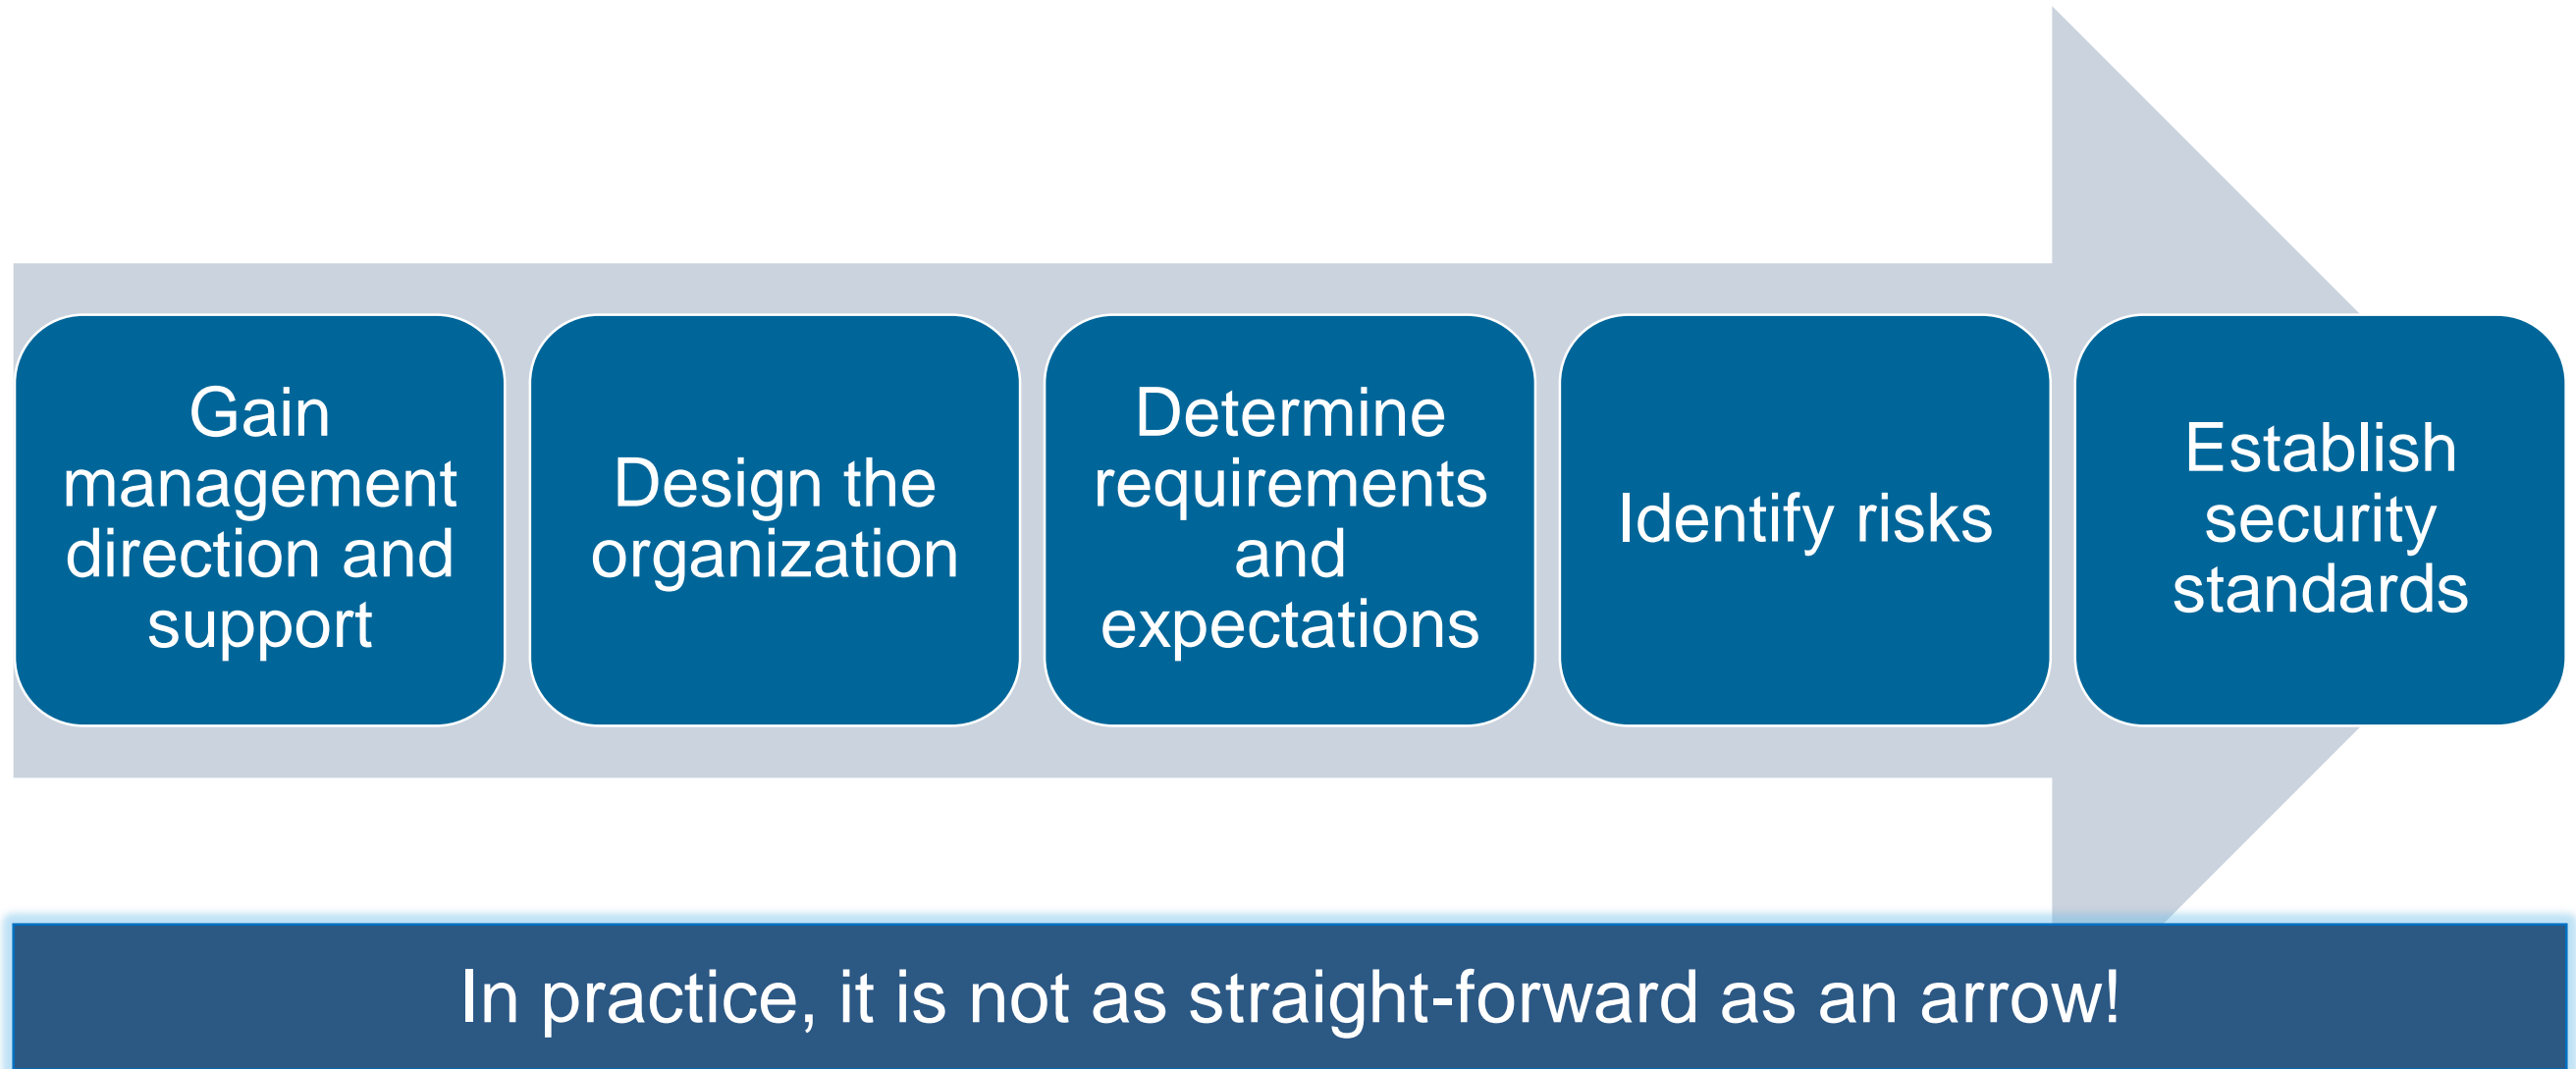 Gain
management
direction and
support
Design the
organization
Determine
requirements
and
expectations
Identify risks
Establish
security
standards
In practice, it is not as straight-forward as an arrow!